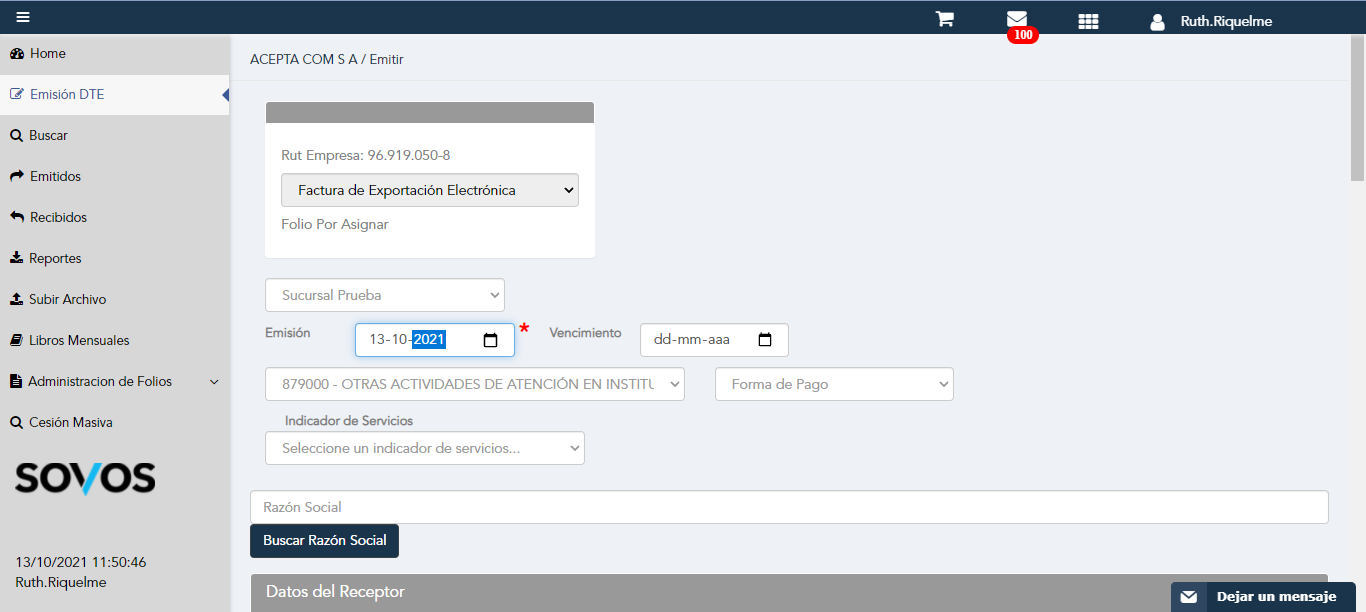 Ruth.Riquelme
100
Home
Emisión DTE
Buscar
Emitidos
Recibidos
Reportes
Subir Archivo
Libros Mensuales
Administracion de Folios
Cesión Masiva
SOVOS
13/10/2021 11:50:46
Ruth.Riquelme
ACEPTA COM S A / Emitir
Rut Empresa: 96.919.050-8
Factura de Exportación Electrónica
Folio Por Asignar
Sucursal Prueba
Emisión 13-10-2021 * Vencimiento dd-mm-aaa
879000 - OTRAS ACTIVIDADES DE ATENCIÓN EN INSTITU Forma de Pago
Indicador de Servicios
Seleccione un indicador de servicios...
Razón Social
Buscar Razón Social
Datos del Receptor
Dejar un mensaje